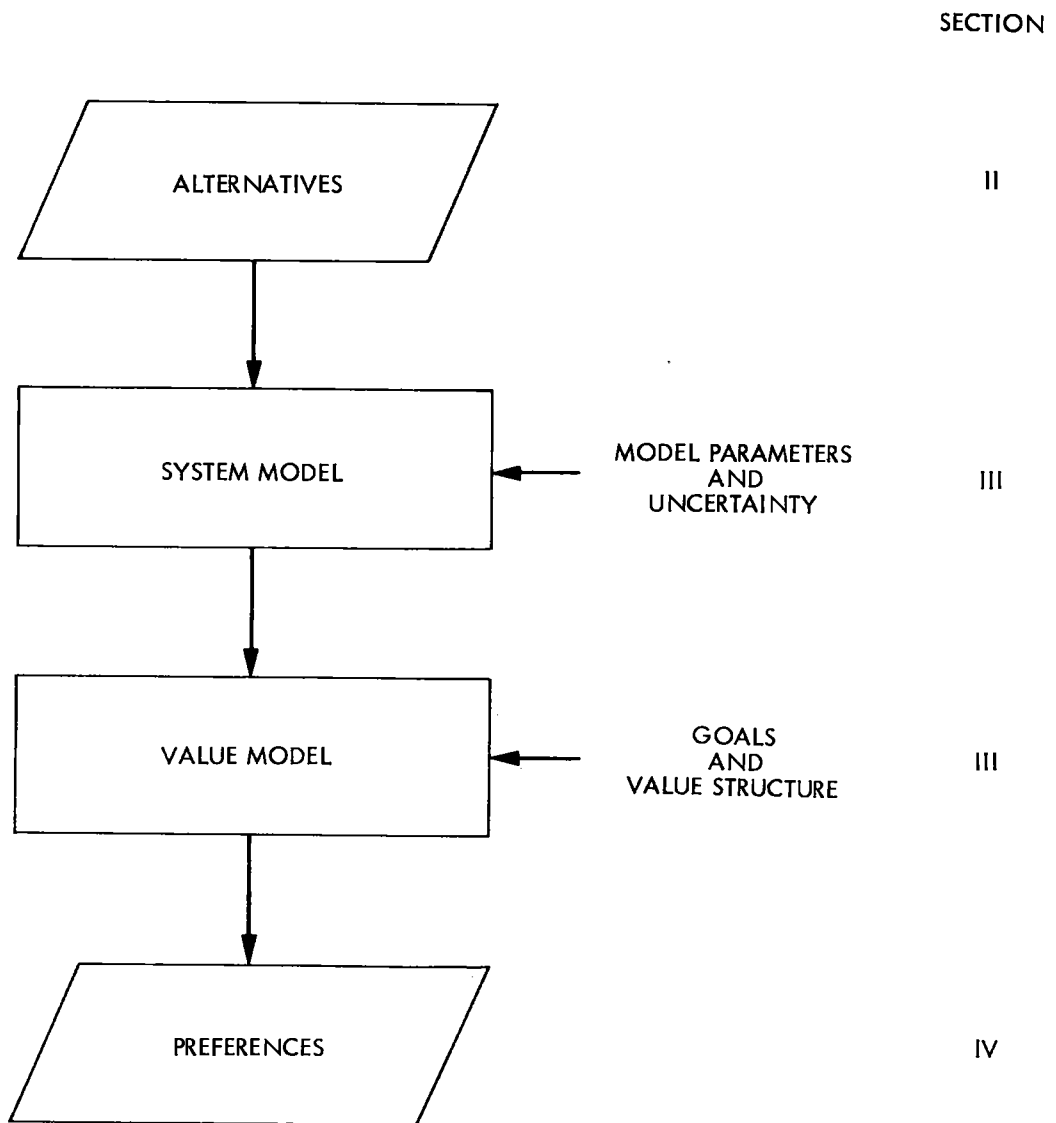 SECTION
ALTERNATIVES
II
SYSTEM MODEL
MODEL PARAMETERS
AND
UNCERTAINTY
III
VALUE MODEL
GOALS
AND
VALUE STRUCTURE
III
PREFERENCES
IV